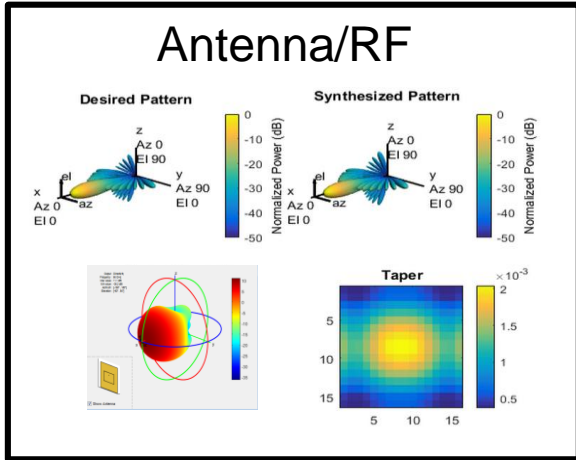 Antenna/RF
Desired Pattern
z
Az 0
El 90
el
x
Az 0
El 0
az
y
Az 90
El 0
0
-10
-20
-30
-40
-50
Normalized Power (dB)
Synthesized Pattern
z
Az 0
El 90
el
x
Az 0
El 0
az
y
Az 90
El 0
0
-10
-20
-30
-40
-50
Normalized Power (dB)
Show Antenna
Taper
5
10
15
5 10 15
×10⁻³
2
1.5
1
0.5